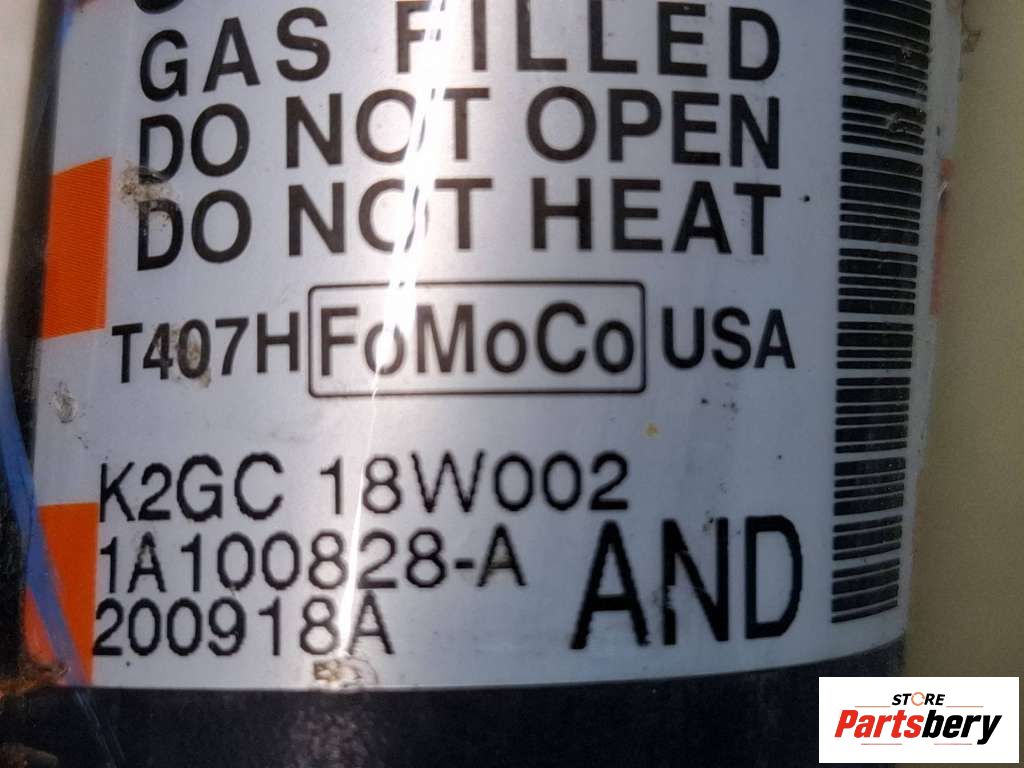 GAS FILLED
DO NOT OPEN
DO NOT HEAT
T407H FoMoCo USA
K2GC 18W002
1A100828-A
200918A
AND
STORE
Partsbery